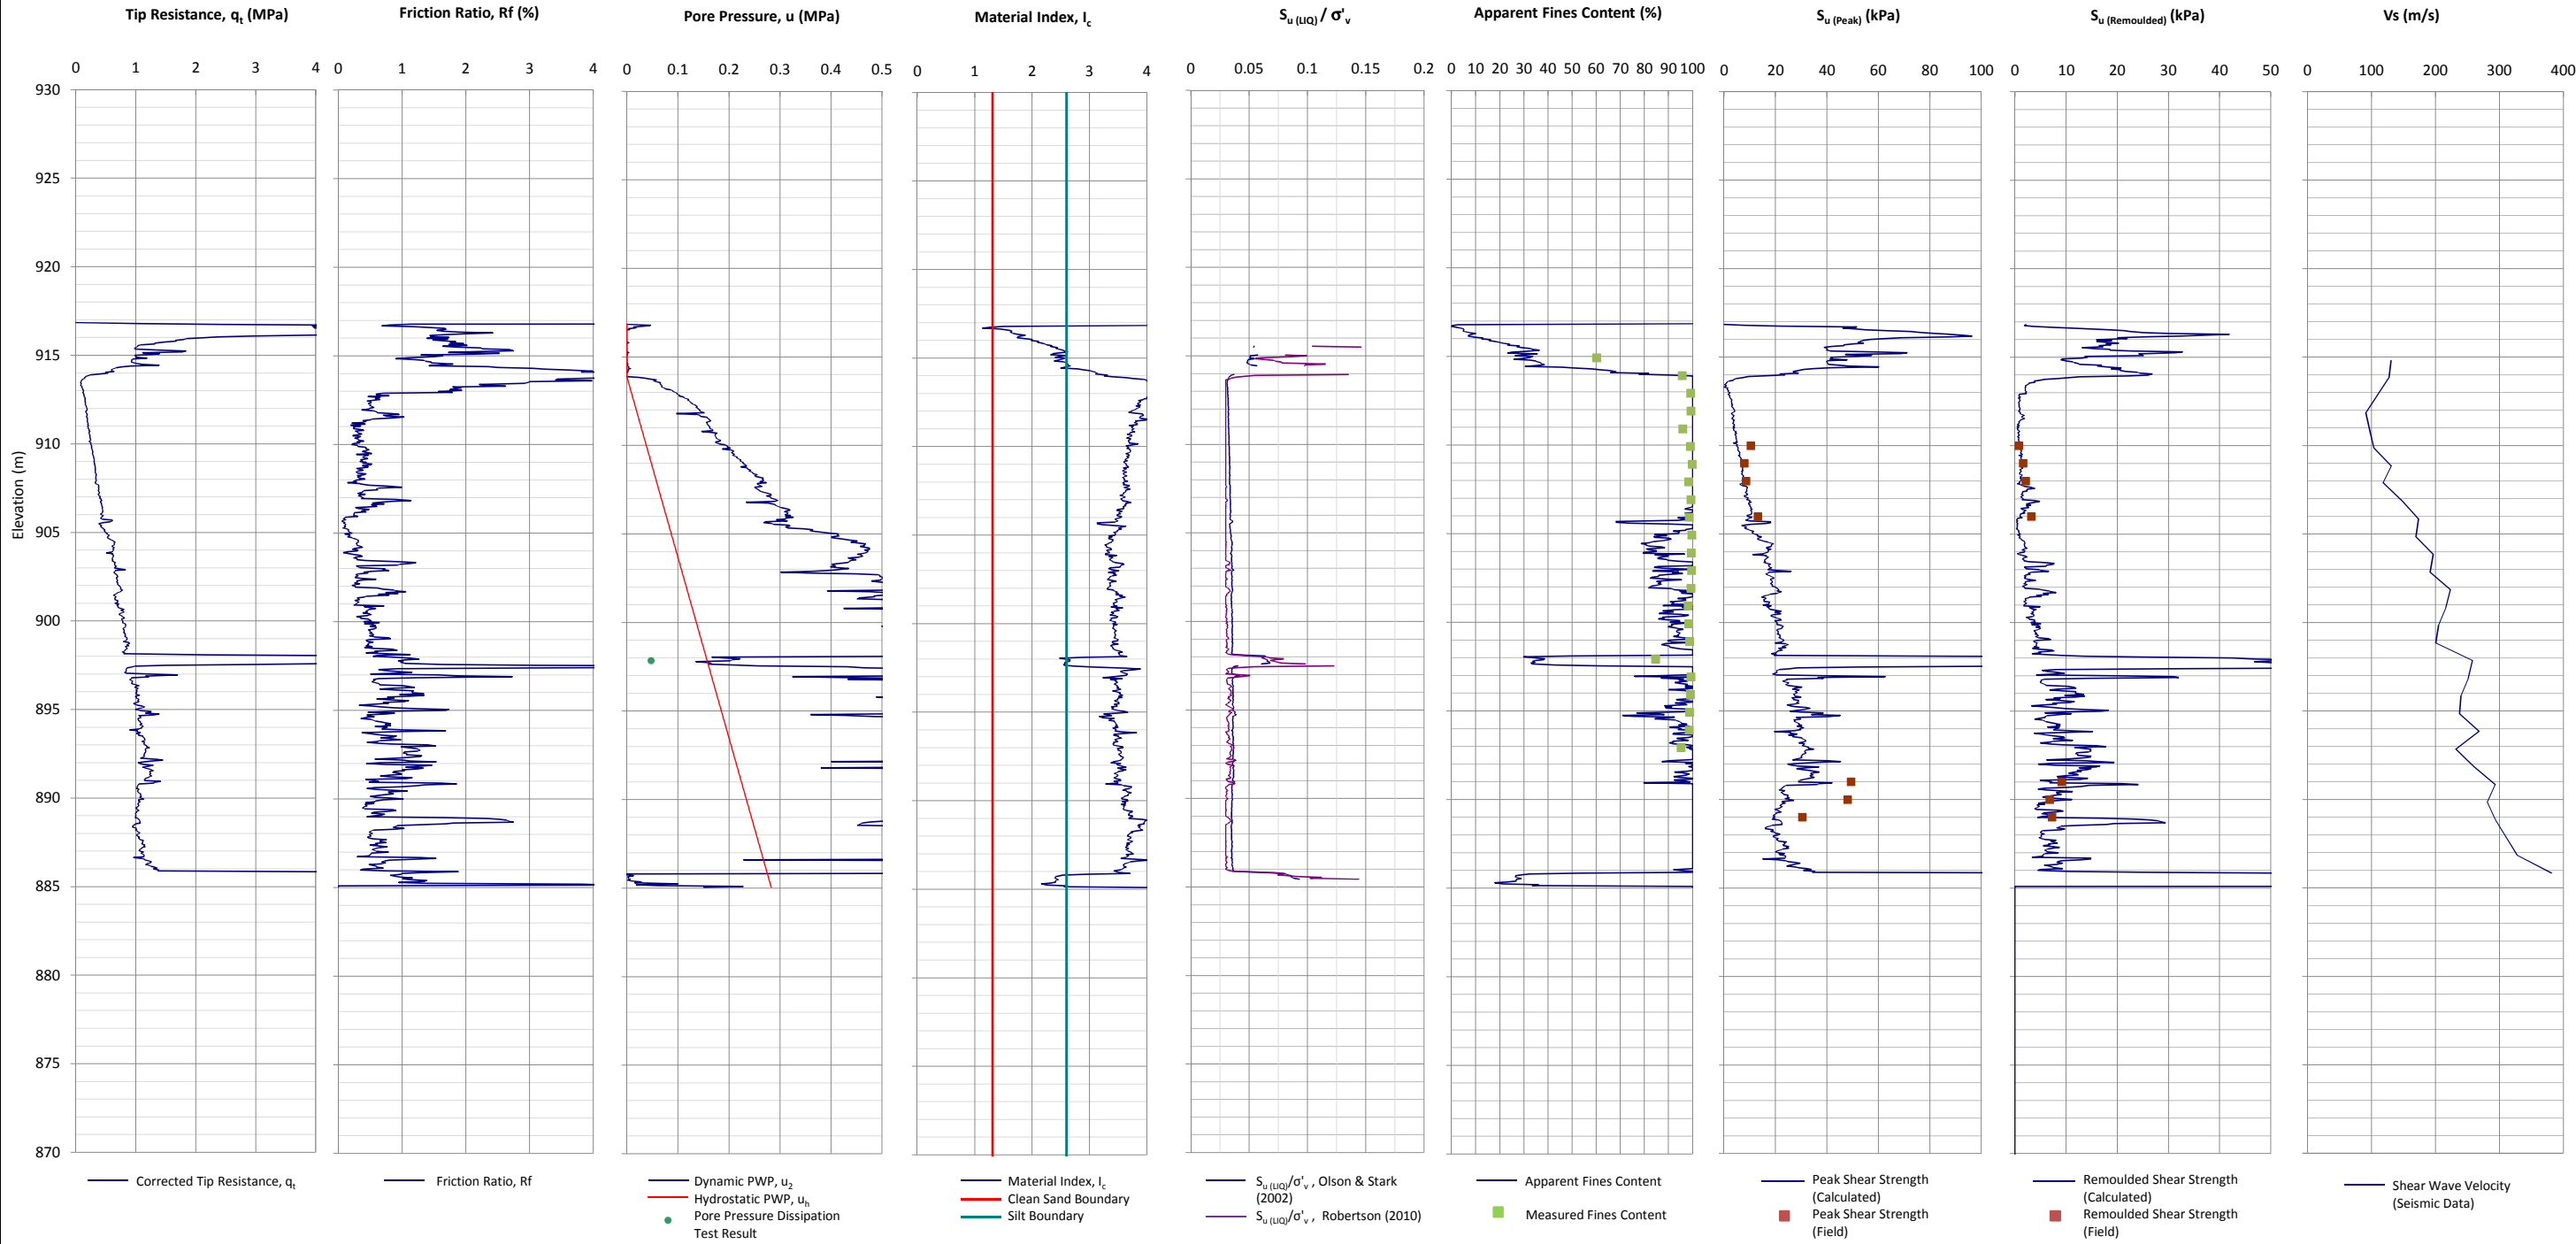 Tip Resistance, qt (MPa)
Friction Ratio, Rf (%)
Pore Pressure, u (MPa)
Material Index, Ic
Su (LIQ) / σ'v
Apparent Fines Content (%)
Su (Peak) (kPa)
Su (Remoulded) (kPa)
Vs (m/s)
0 1 2 3 4
0 1 2 3 4
0 0.1 0.2 0.3 0.4 0.5
0 1 2 3 4
0 0.05 0.1 0.15 0.2
0 10 20 30 40 50 60 70 80 90 100
0 20 40 60 80 100
0 10 20 30 40 50
0 100 200 300 400
Elevation (m)
930
925
920
915
910
905
900
895
890
885
880
875
870
Corrected Tip Resistance, qt
Friction Ratio, Rf
Dynamic PWP, u2
Hydrostatic PWP, uh
Pore Pressure Dissipation
Test Result
Material Index, Ic
Clean Sand Boundary
Silt Boundary
Su (LIQ)/σ'v , Olson & Stark
(2002)
Su (LIQ)/σ'v , Robertson (2010)
Apparent Fines Content
Measured Fines Content
Peak Shear Strength
(Calculated)
Peak Shear Strength
(Field)
Remoulded Shear Strength
(Calculated)
Remoulded Shear Strength
(Field)
Shear Wave Velocity
(Seismic Data)